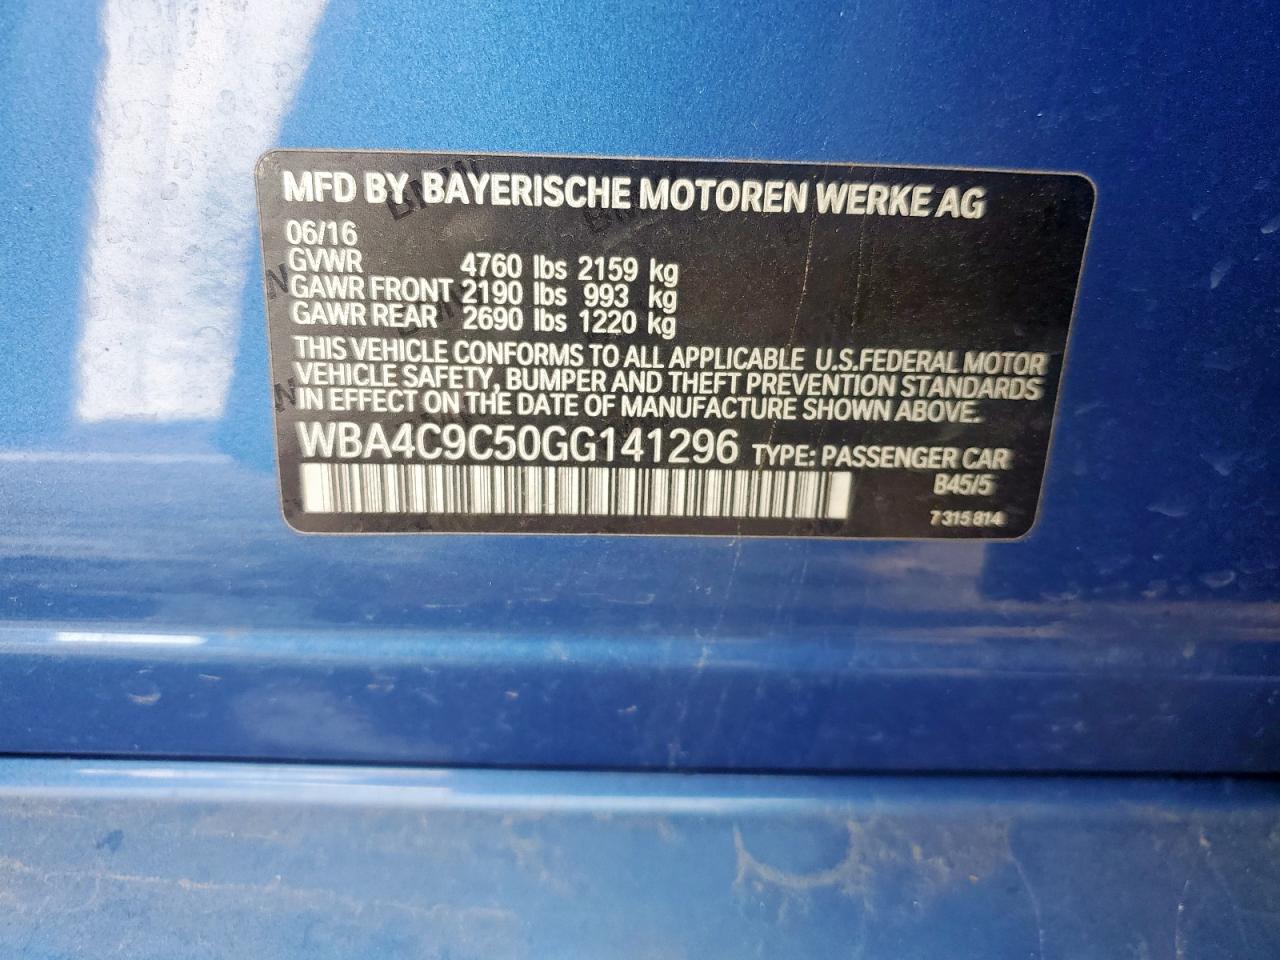 MFD BY BAYERISCHE MOTOREN WERKE AG
06/16
GVWR 4760 lbs 2159 kg
GAWR FRONT 2190 lbs 993 kg
GAWR REAR 2690 lbs 1220 kg
THIS VEHICLE CONFORMS TO ALL APPLICABLE U.S.FEDERAL MOTOR
VEHICLE SAFETY, BUMPER AND THEFT PREVENTION STANDARDS
IN EFFECT ON THE DATE OF MANUFACTURE SHOWN ABOVE.
WBA4C9C50GG141296 TYPE: PASSENGER CAR
B45/5
7 315 814